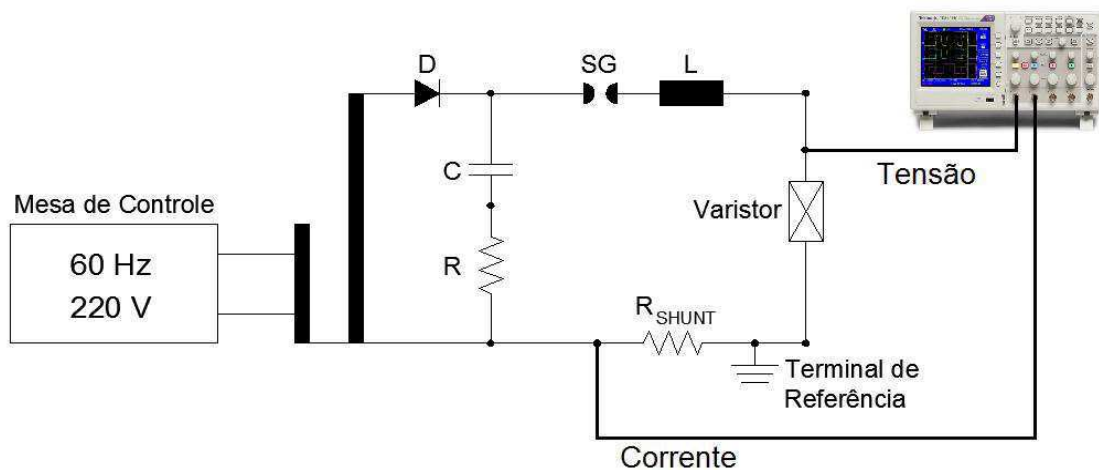 D
SG
L
Tensão
C
Mesa de Controle
Varistor
60 Hz
220 V
R
R SHUNT
Terminal de
Referência
Corrente